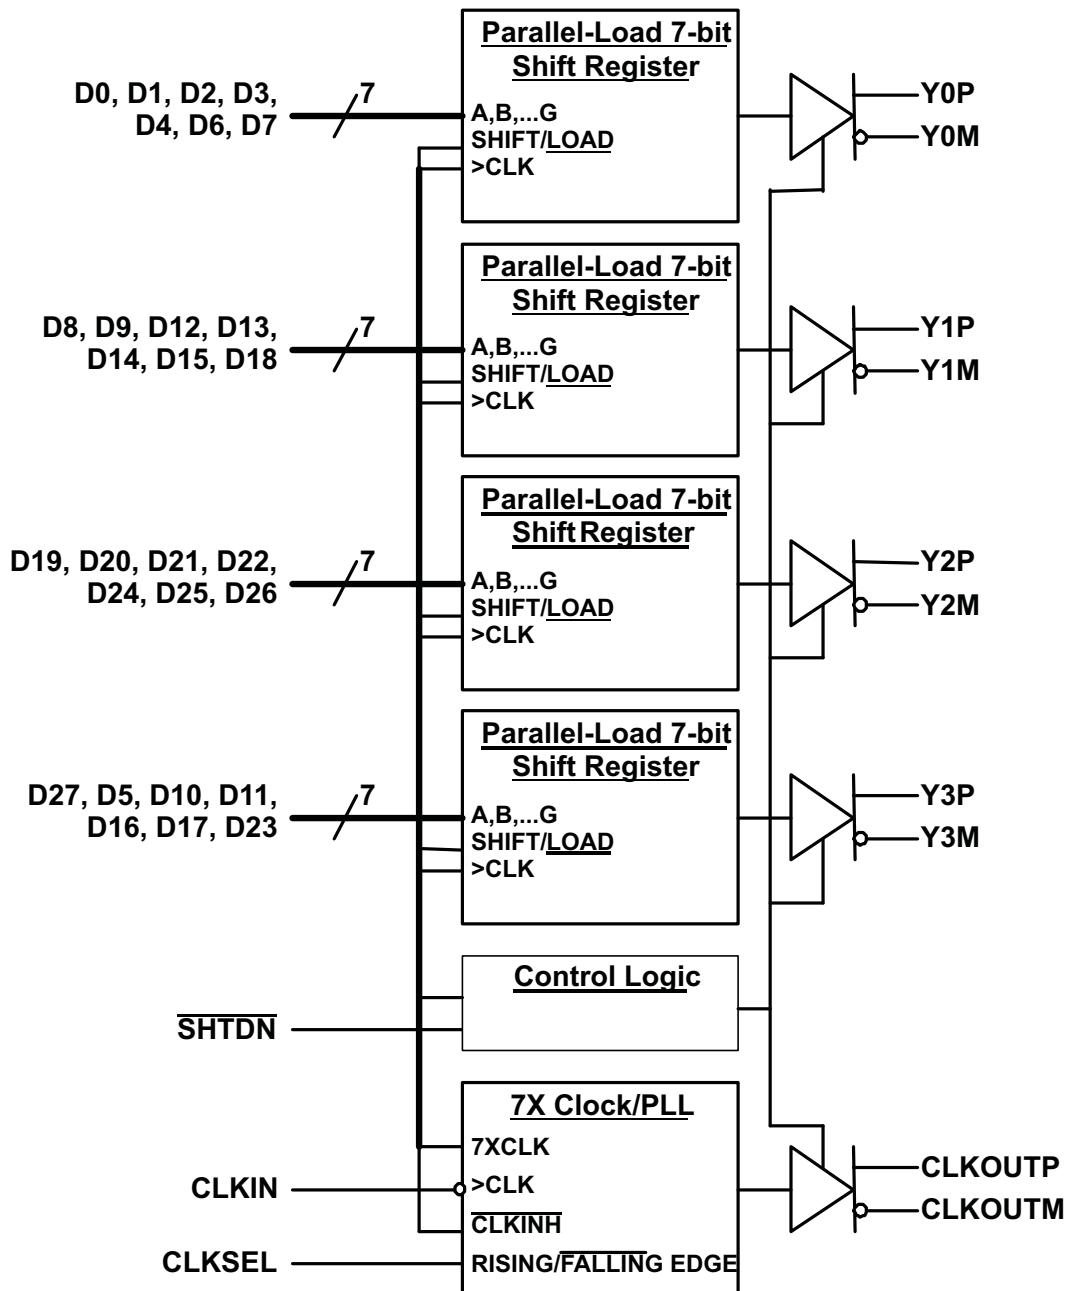 Parallel-Load 7-bit
Shift Register
D0, D1, D2, D3,
D4, D6, D7
7
A,B,...G
SHIFT/LOAD
>CLK
Y0P
Y0M
Parallel-Load 7-bit
Shift Register
D8, D9, D12, D13,
D14, D15, D18
7
A,B,...G
SHIFT/LOAD
>CLK
Y1P
Y1M
Parallel-Load 7-bit
Shift Register
D19, D20, D21, D22,
D24, D25, D26
7
A,B,...G
SHIFT/LOAD
>CLK
Y2P
Y2M
Parallel-Load 7-bit
Shift Register
D27, D5, D10, D11,
D16, D17, D23
7
A,B,...G
SHIFT/LOAD
>CLK
Y3P
Y3M
Control Logic
SHTDN
7X Clock/PLL
7XCLK
CLKIN
>CLK
CLKINH
CLKSEL
RISING/FALLING EDGE
CLKOUTP
CLKOUTM